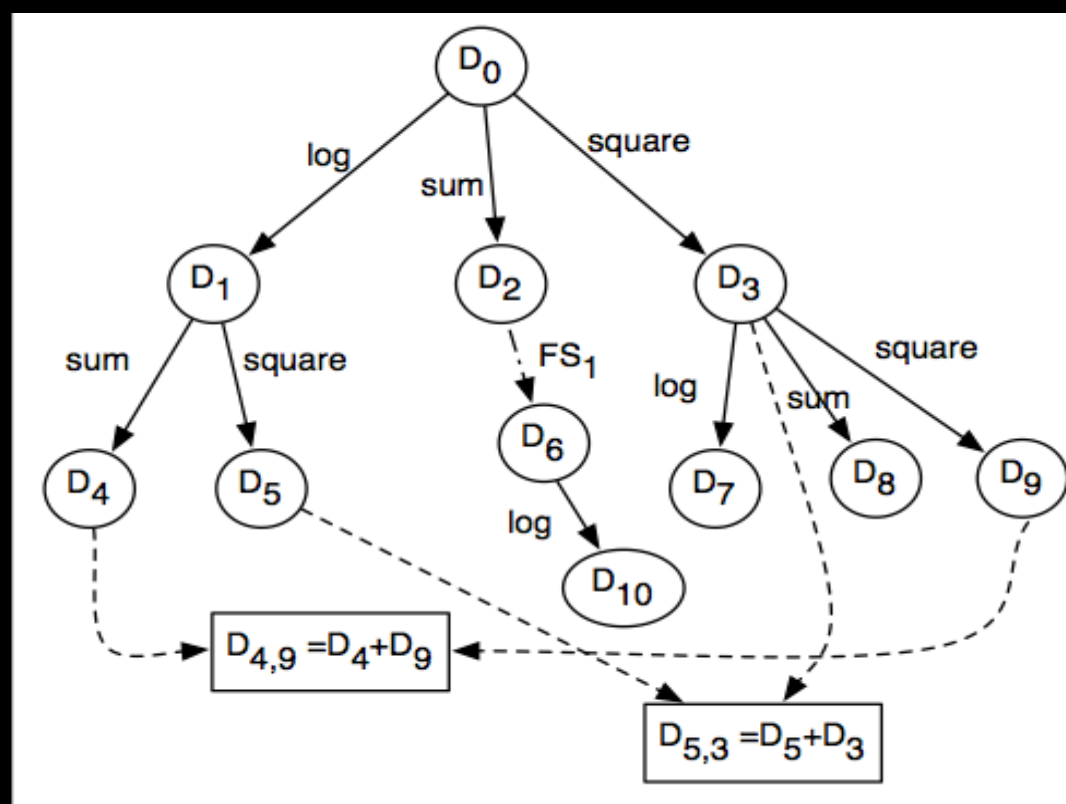 D0
log
sum
square
D1
D2
D3
sum
square
FS1
log
sum
square
D4
D5
D6
D7
D8
D9
log
D10
D4,9 =D4+D9
D5,3 =D5+D3